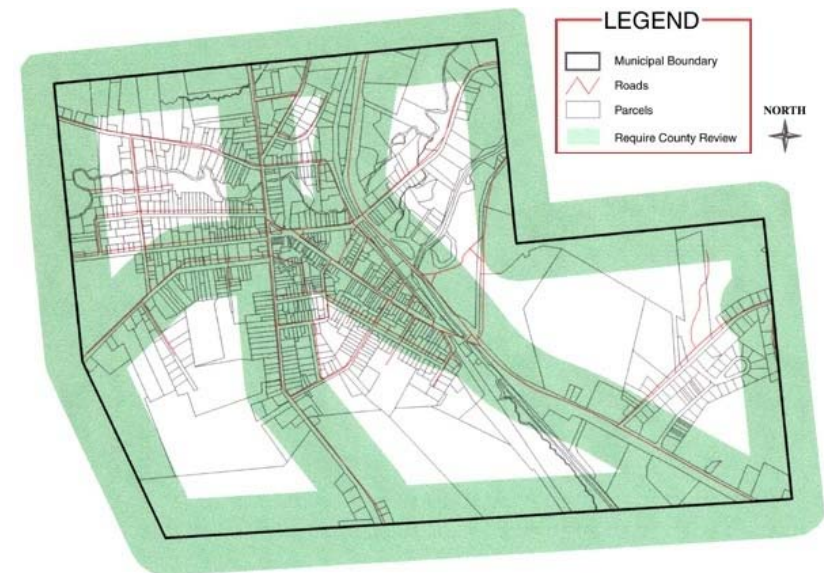 LEGEND
Municipal Boundary
Roads
Parcels
Require County Review
NORTH